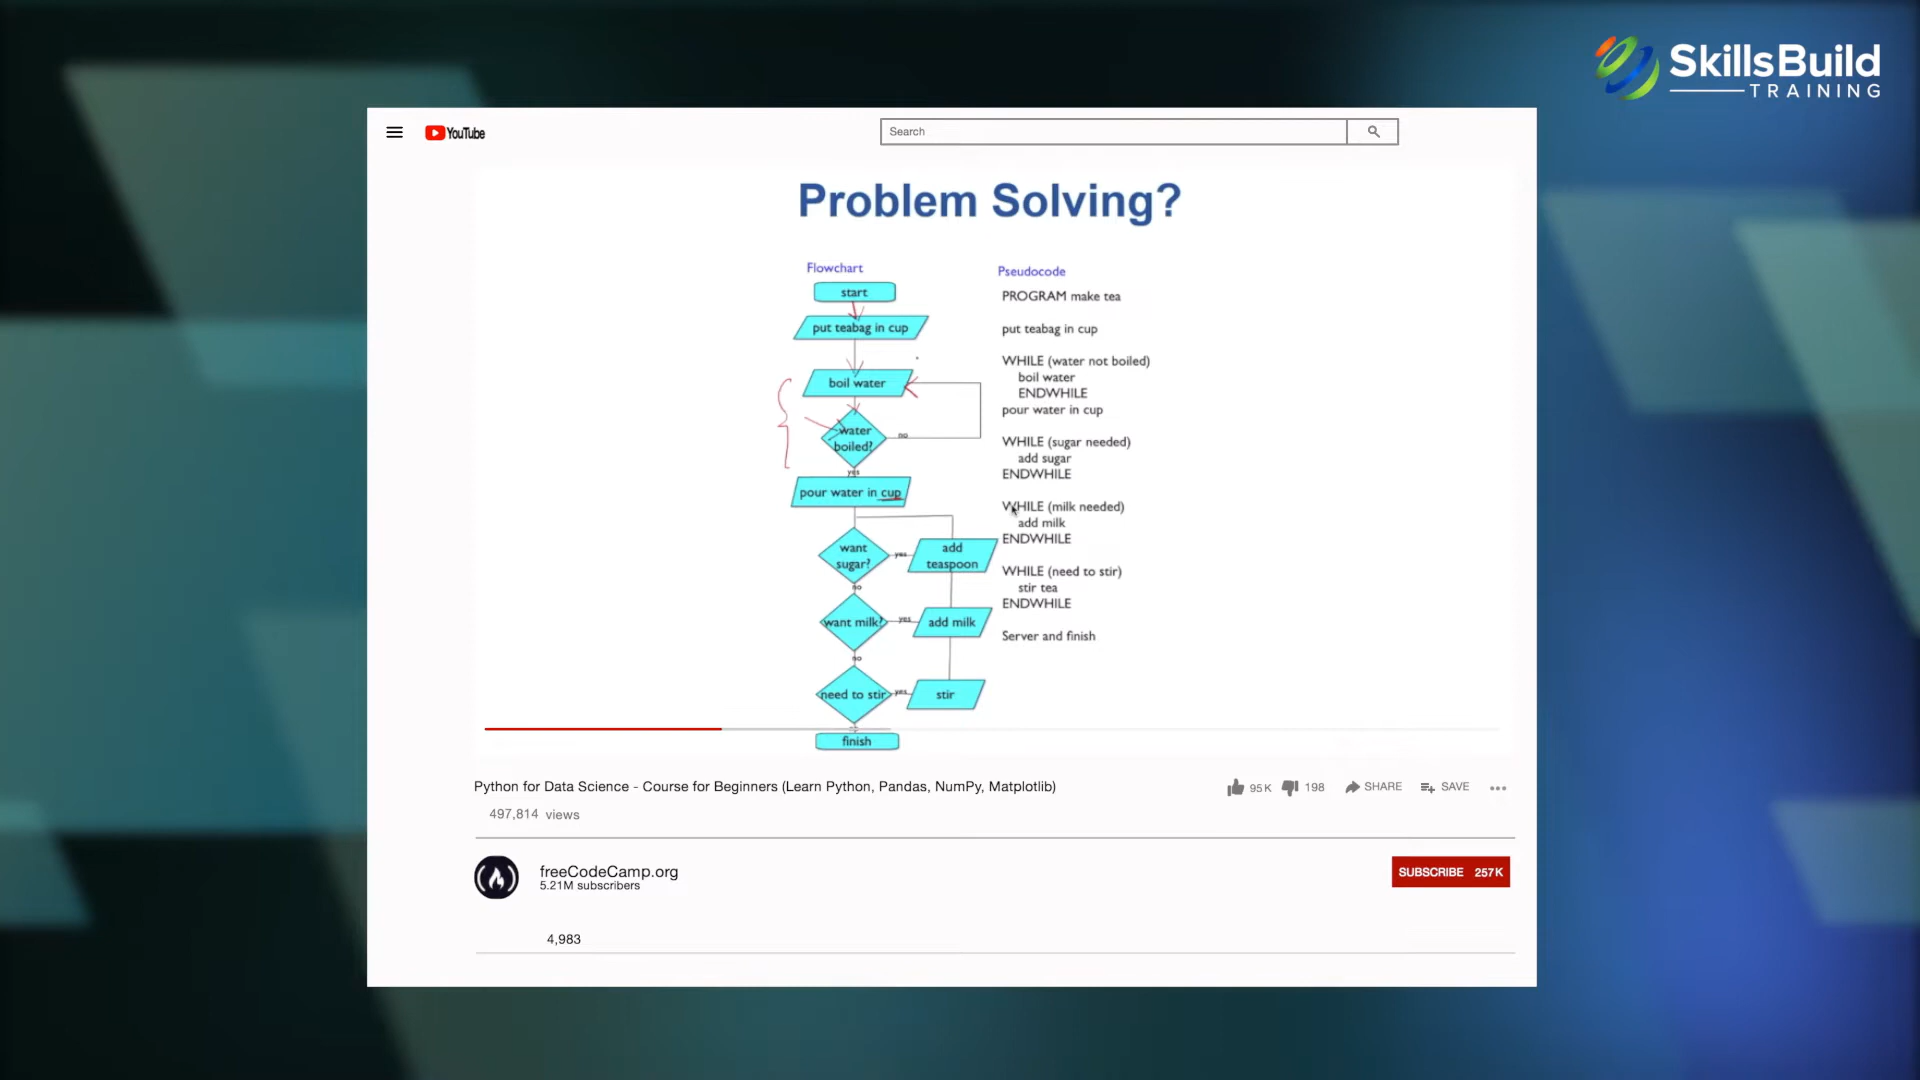 SkillsBuild
TRAINING
YouTube
Search
Problem Solving?
Flowchart
start
put teabag in cup
boil water
water
boiled?
no
yes
pour water in cup
want
sugar?
yes
add
teaspoon
no
want milk?
yes
add milk
no
need to stir
yes
stir
finish
Pseudocode
PROGRAM make tea
put teabag in cup
WHILE (water not boiled)
boil water
ENDWHILE
pour water in cup
WHILE (sugar needed)
add sugar
ENDWHILE
WHILE (milk needed)
add milk
ENDWHILE
WHILE (need to stir)
stir tea
ENDWHILE
Server and finish
Python for Data Science - Course for Beginners (Learn Python, Pandas, NumPy, Matplotlib)
95K 198 SHARE SAVE
497,814 views
freeCodeCamp.org
5.21M subscribers
SUBSCRIBE 257K
4,983